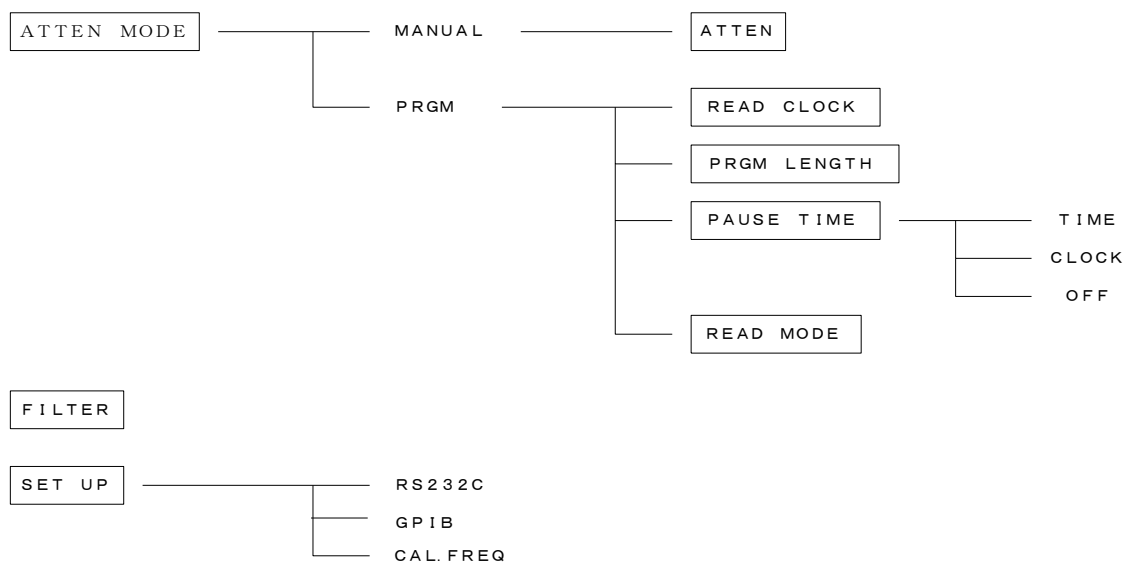 ATTEN MODE
MANUAL
ATTEN
PRGM
READ CLOCK
PRGM LENGTH
PAUSE TIME
TIME
CLOCK
OFF
READ MODE
FILTER
SET UP
RS232C
GPIB
CAL.FREQ